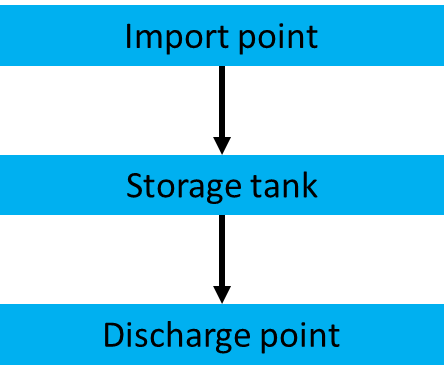 Import point
Storage tank
Discharge point